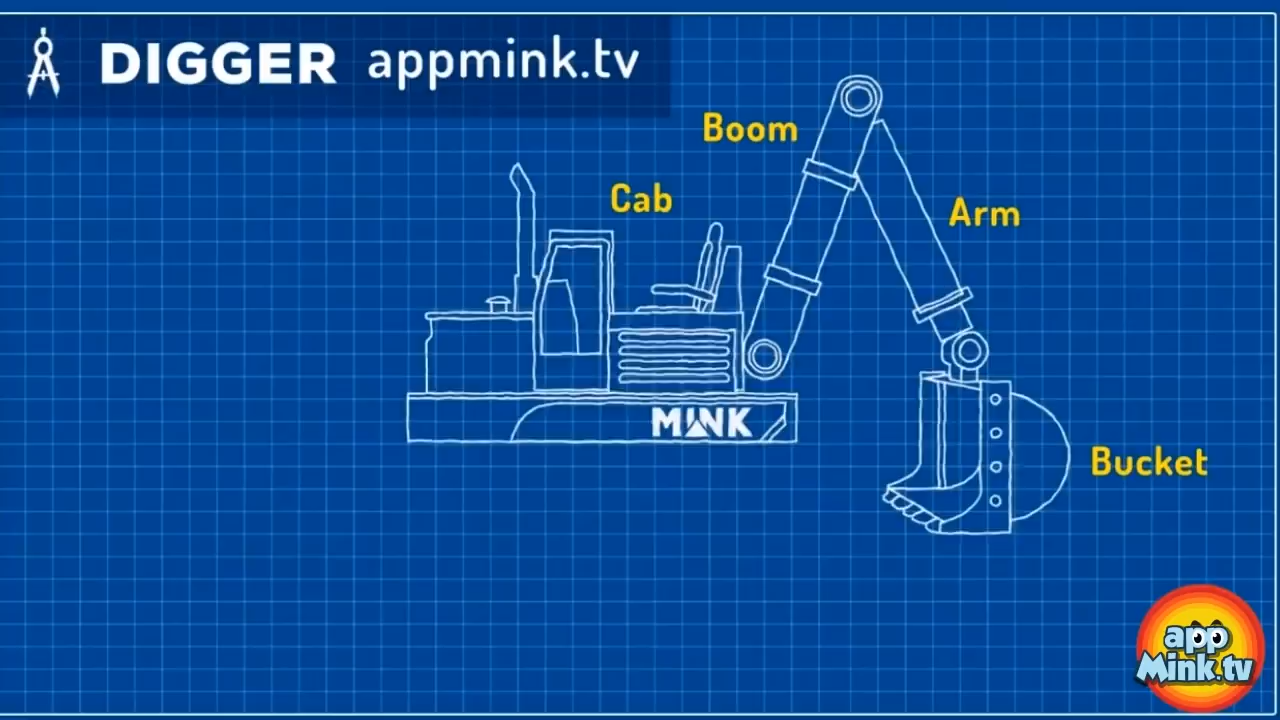 DIGGER appmink.tv
Boom
Cab
Arm
MINK
Bucket
app
Mink.tv